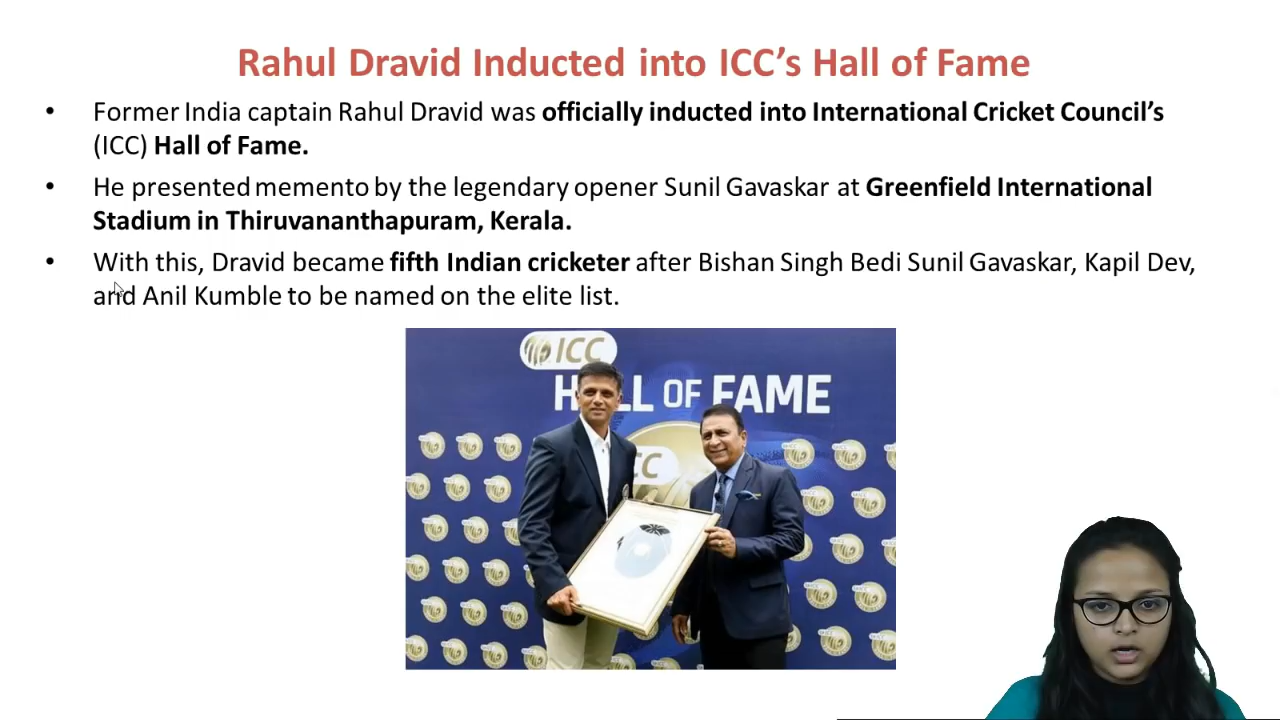 Rahul Dravid Inducted into ICC’s Hall of Fame
• Former India captain Rahul Dravid was officially inducted into International Cricket Council’s
(ICC) Hall of Fame.
• He presented memento by the legendary opener Sunil Gavaskar at Greenfield International
Stadium in Thiruvananthapuram, Kerala.
• With this, Dravid became fifth Indian cricketer after Bishan Singh Bedi Sunil Gavaskar, Kapil Dev,
and Anil Kumble to be named on the elite list.
ICC
HALL OF FAME